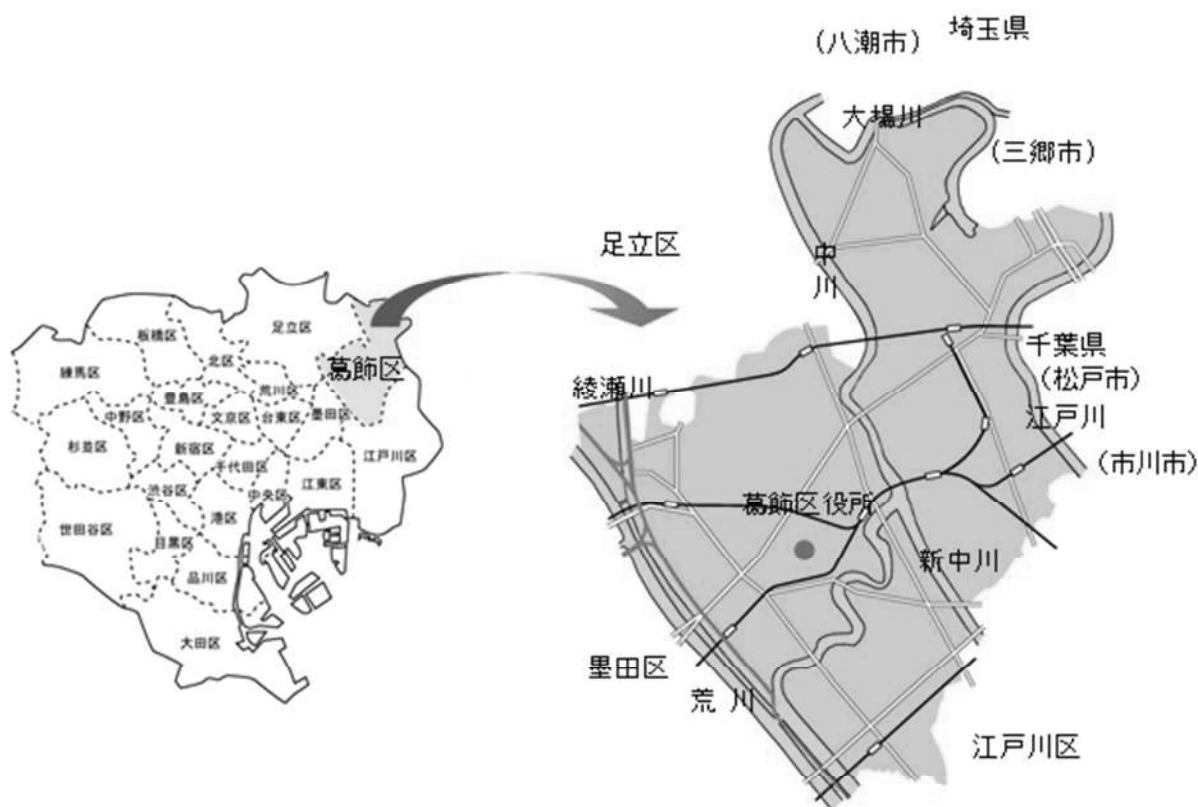 板橋区
足立区
北区
練馬区
葛飾区
荒川区
豊島区
中野区
文京区
台東区
墨田区
杉並区
新宿区
江戸川区
千代田区
渋谷区
中央区
江東区
港区
世田谷区
目黒区
品川区
大田区
埼玉県
(八潮市)
大場川
(三郷市)
足立区
中川
千葉県
(松戸市)
綾瀬川
江戸川
(市川市)
葛飾区役所
新中川
墨田区
荒川
江戸川区